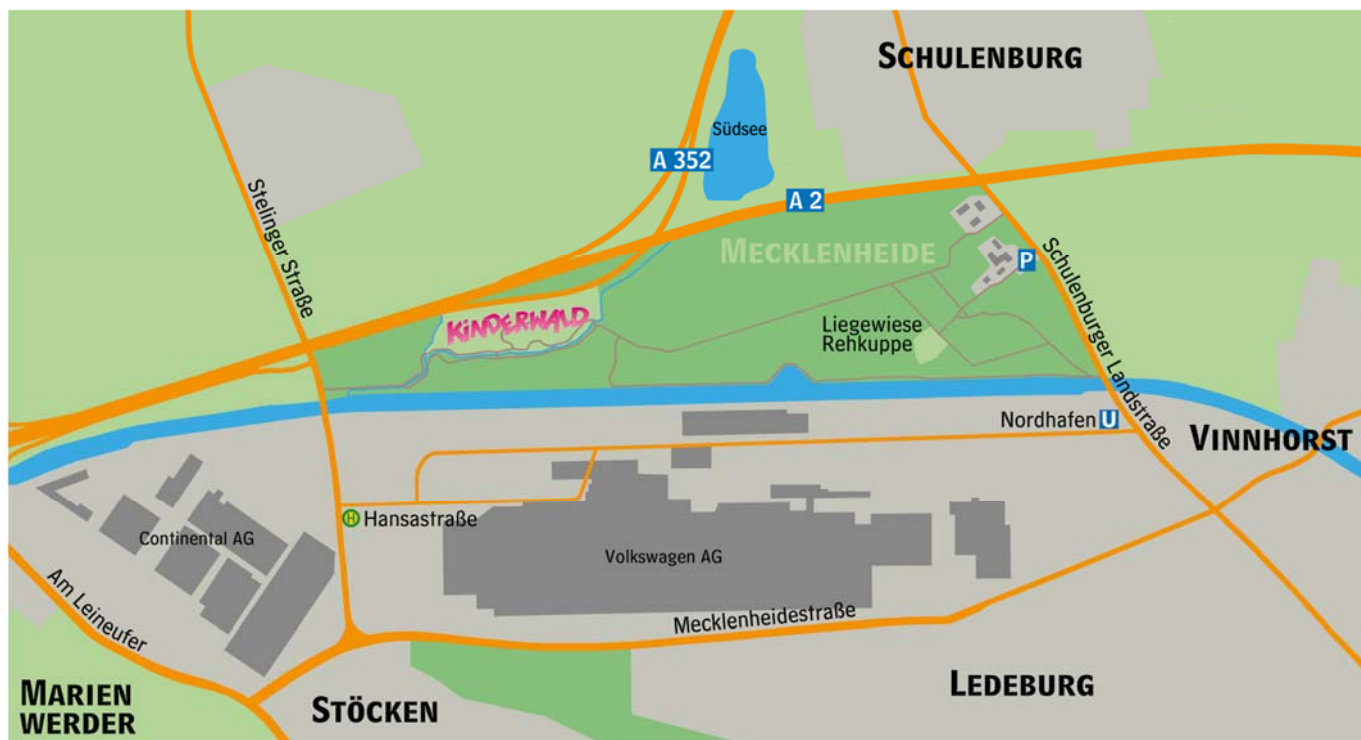 SCHULENBURG
Südsee
A 352
A 2
Stelinger Straße
MECKLENHEIDE
P
Schulenburger Landstraße
KINDERWALD
Liegewiese
Rehkuppe
Nordhafen U
VINNHORST
H Hansastraße
Continental AG
Volkswagen AG
Am Leineufer
Mecklenheidestraße
MARIEN
WERDER
STÖCKEN
LEDEBURG